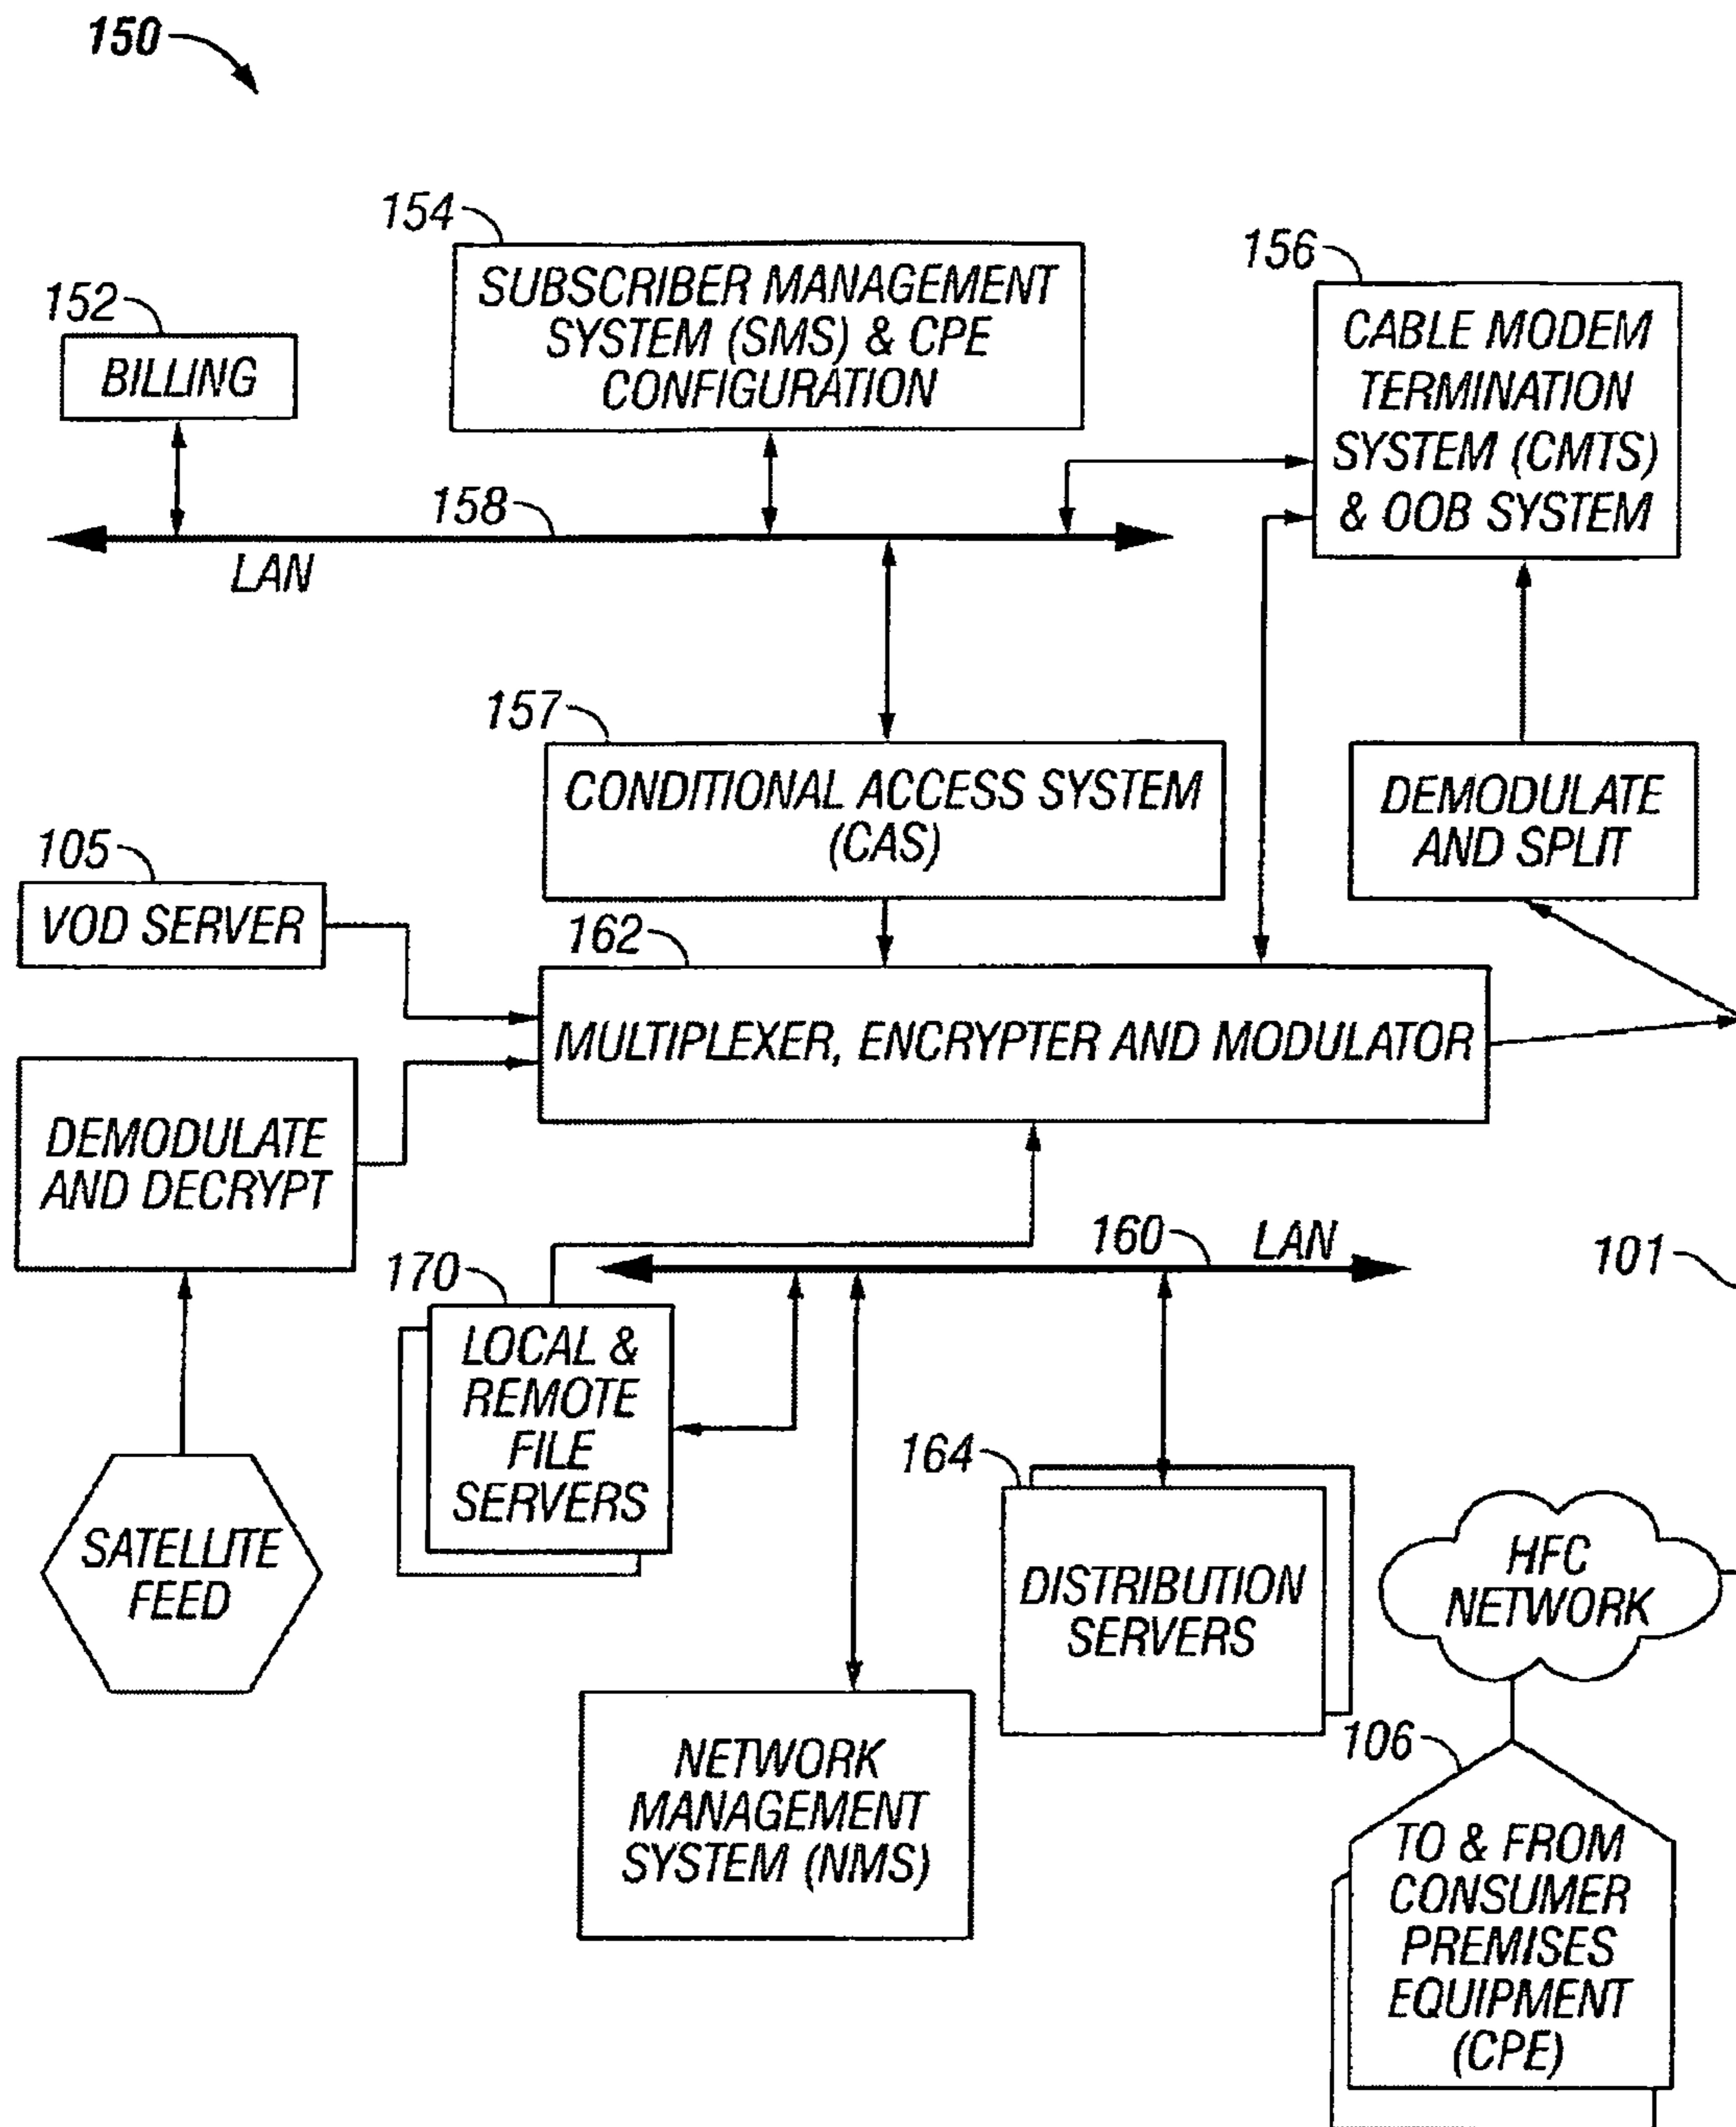 150
154
SUBSCRIBER MANAGEMENT
SYSTEM (SMS) & CPE
CONFIGURATION
156
CABLE MODEM
TERMINATION
SYSTEM (CMTS)
& OOB SYSTEM
152
BILLING
158
LAN
157
CONDITIONAL ACCESS SYSTEM
(CAS)
DEMODULATE
AND SPLIT
105
VOD SERVER
162
MULTIPLEXER, ENCRYPTER AND MODULATOR
DEMODULATE
AND DECRYPT
160
LAN
101
170
LOCAL &
REMOTE
FILE
SERVERS
164
DISTRIBUTION
SERVERS
SATELLITE
FEED
HFC
NETWORK
NETWORK
MANAGEMENT
SYSTEM (NMS)
106
TO & FROM
CONSUMER
PREMISES
EQUIPMENT
(CPE)